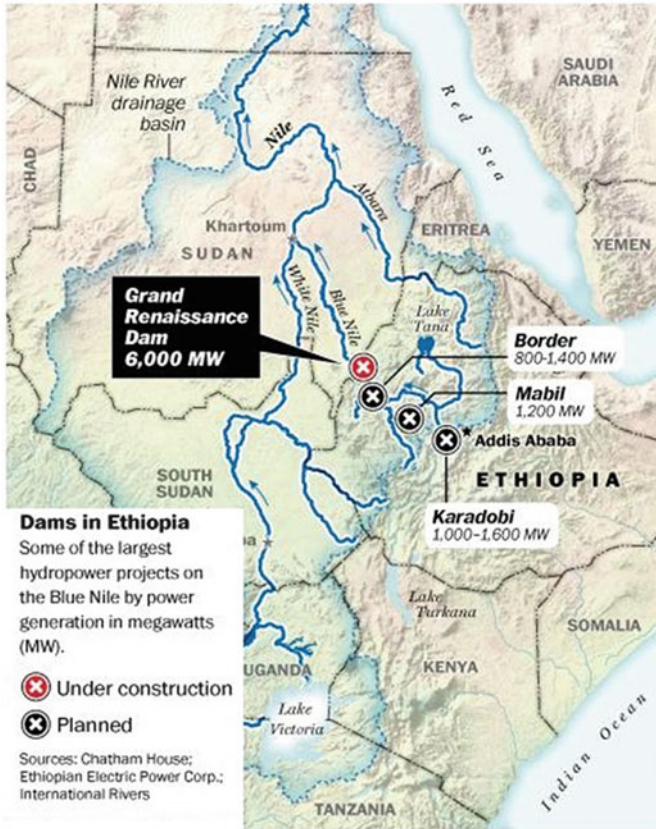 SAUDI
ARABIA
Nile River
drainage
basin
Red Sea
Nile
CHAD
Atbara
Khartoum
ERITREA
SUDAN
YEMEN
White Nile
Blue Nile
Lake
Tana
Grand
Renaissance
Dam
6,000 MW
Border
800-1,400 MW
Mabil
1,200 MW
Addis Ababa
ETHIOPIA
SOUTH
SUDAN
Karadobi
1,000–1,600 MW
Dams in Ethiopia
Some of the largest
hydropower projects on
the Blue Nile by power
generation in megawatts
(MW).
Under construction
Planned
Sources: Chatham House;
Ethiopian Electric Power Corp.;
International Rivers
Lake
Turkana
SOMALIA
UGANDA
KENYA
Lake
Victoria
Indian Ocean
TANZANIA